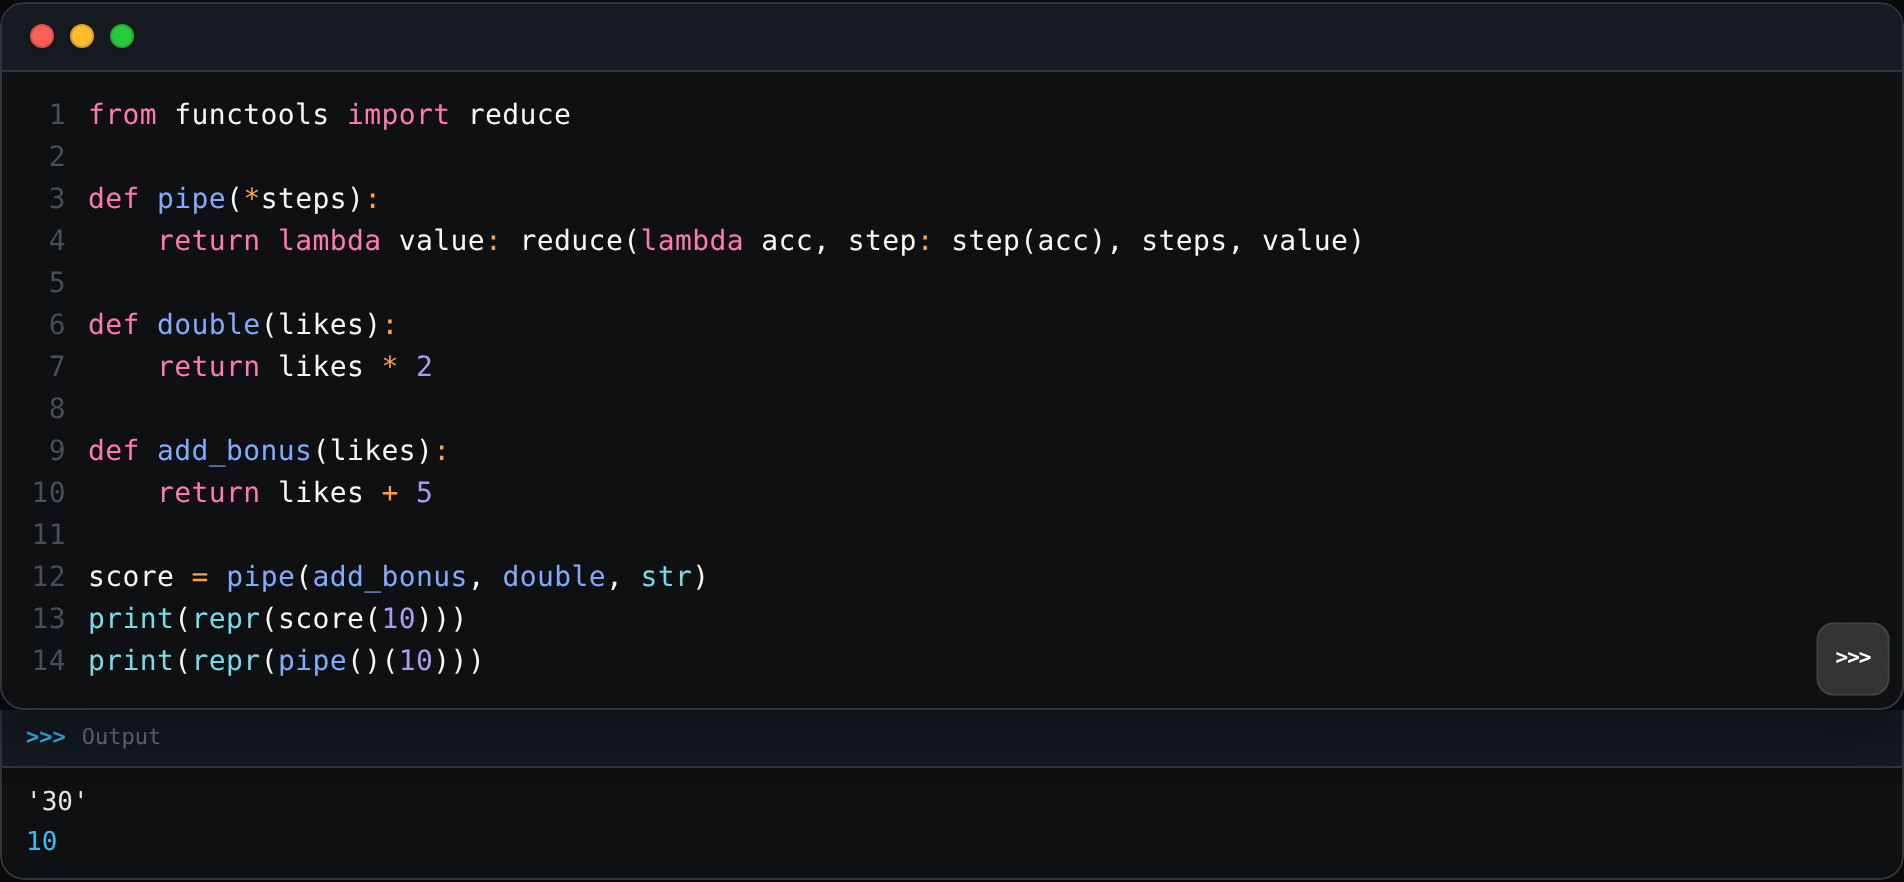 1 from functools import reduce
2
3 def pipe(*steps):
4     return lambda value: reduce(lambda acc, step: step(acc), steps, value)
5
6 def double(likes):
7     return likes * 2
8
9 def add_bonus(likes):
10     return likes + 5
11
12 score = pipe(add_bonus, double, str)
13 print(repr(score(10)))
14 print(repr(pipe()(10)))
>>>
>>> Output
'30'
10